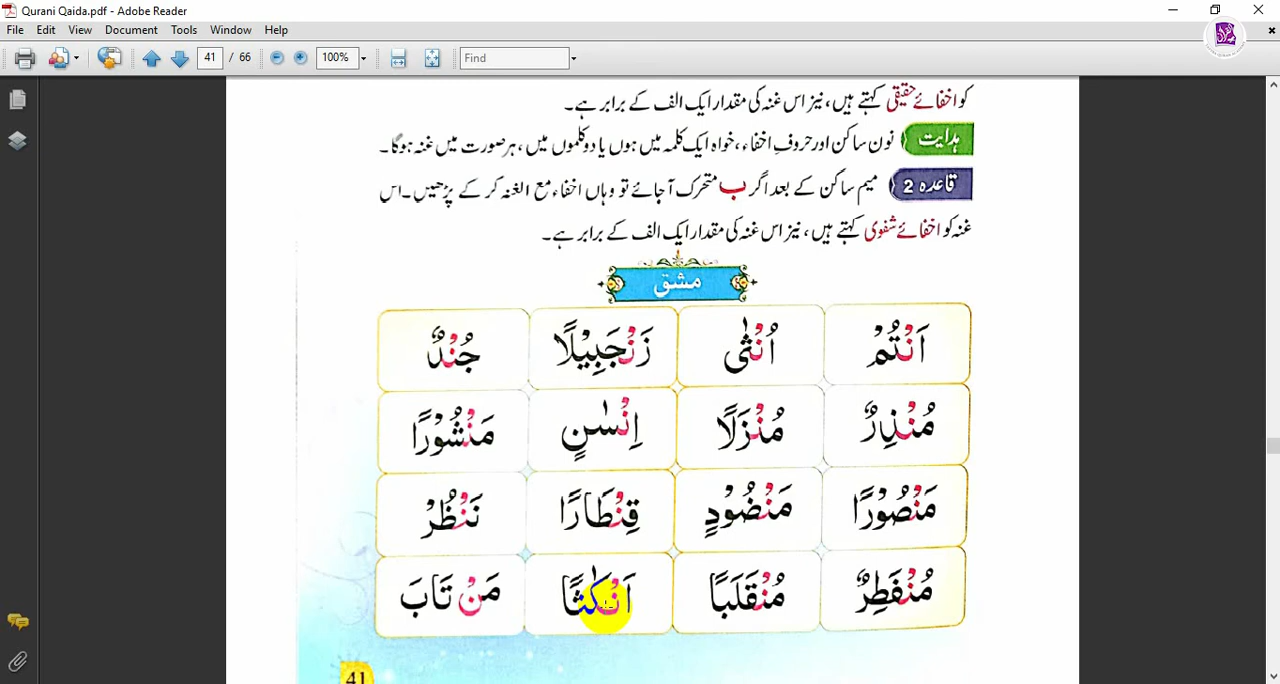 Qurani Qaida.pdf - Adobe Reader
File Edit View Document Tools Window Help
41 / 66 100% Find
کو اخفائے حقیقی کہتے ہیں، نیز اس غنہ کی مقدار ایک الف کے برابر ہے۔
ہدایت نون ساکن اور حروفِ اخفاء، خواہ ایک کلمہ میں ہوں یا دو کلموں میں، ہر صورت میں غنہ ہوگا۔
قاعدہ 2 میم ساکن کے بعد اگر ب متحرک آ جائے تو وہاں اخفاء مع الغنہ کر کے پڑھیں۔ اس
غنہ کو اخفائے شفوی کہتے ہیں، نیز اس غنہ کی مقدار ایک الف کے برابر ہے۔
مشق
اَنْتُمْ اُنْثٰى زَنْجَبِيْلًا جُنْدٌ
مُنْذِرٌ مُنْزَلًا اِنْسٰنٍ مَنْشُوْرًا
مَنْصُوْرًا مَنْضُوْدٍ قِنْطَارًا نَنْظُرْ
مُنْفَطِرٌ مُنْقَلَبًا اَنْكَاثًا مَنْ تَابَ
41